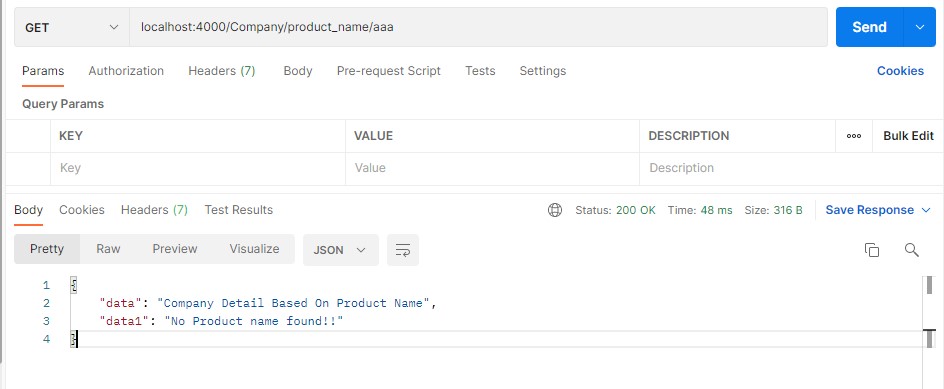 GET localhost:4000/Company/product_name/aaa Send
Params Authorization Headers (7) Body Pre-request Script Tests Settings Cookies
Query Params
KEY VALUE DESCRIPTION ooo Bulk Edit
Key Value Description
Body Cookies Headers (7) Test Results Status: 200 OK Time: 48 ms Size: 316 B Save Response
Pretty Raw Preview Visualize JSON
1 {
2 "data": "Company Detail Based On Product Name",
3 "data1": "No Product name found!!"
4 }